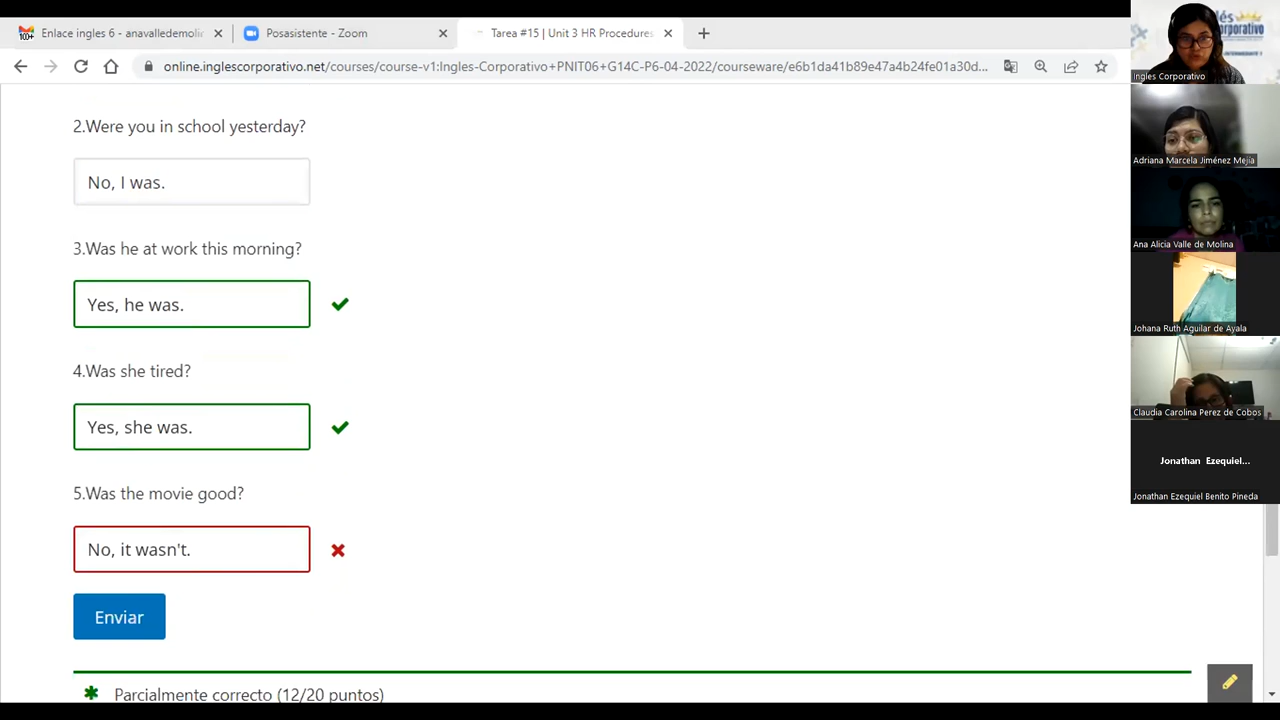 Enlace ingles 6 - anavalledemoli
Posasistente - Zoom
Tarea #15 | Unit 3 HR Procedures
online.inglescorporativo.net/courses/course-v1:Ingles-Corporativo+PNIT06+G14C-P6-04-2022/courseware/e6b1da41b89e47a4b24fe01a30d...
2.Were you in school yesterday?
No, I was.
3.Was he at work this morning?
Yes, he was.
4.Was she tired?
Yes, she was.
5.Was the movie good?
No, it wasn't.
Enviar
Parcialmente correcto (12/20 puntos)
Ingles Corporativo
Adriana Marcela Jiménez Mejía
Ana Alicia Valle de Molina
Johana Ruth Aguilar de Ayala
Claudia Carolina Perez de Cobos
Jonathan Ezequiel...
Jonathan Ezequiel Benito Pineda